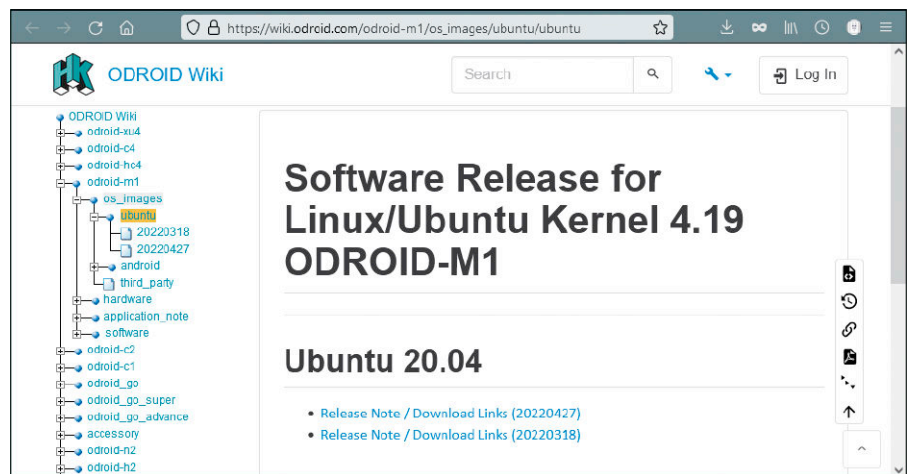 https://wiki.odroid.com/odroid-m1/os_images/ubuntu/ubuntu
HK
ODROID Wiki
Search
Log In
ODROID Wiki
odroid-xu4
odroid-c4
odroid-hc4
odroid-m1
os_images
ubuntu
20220318
20220427
android
third_party
hardware
application_note
software
odroid-c2
odroid-c1
odroid_go
odroid_go_super
odroid_go_advance
accessory
odroid-n2
odroid-h2
Software Release for
Linux/Ubuntu Kernel 4.19
ODROID-M1
Ubuntu 20.04
Release Note / Download Links (20220427)
Release Note / Download Links (20220318)